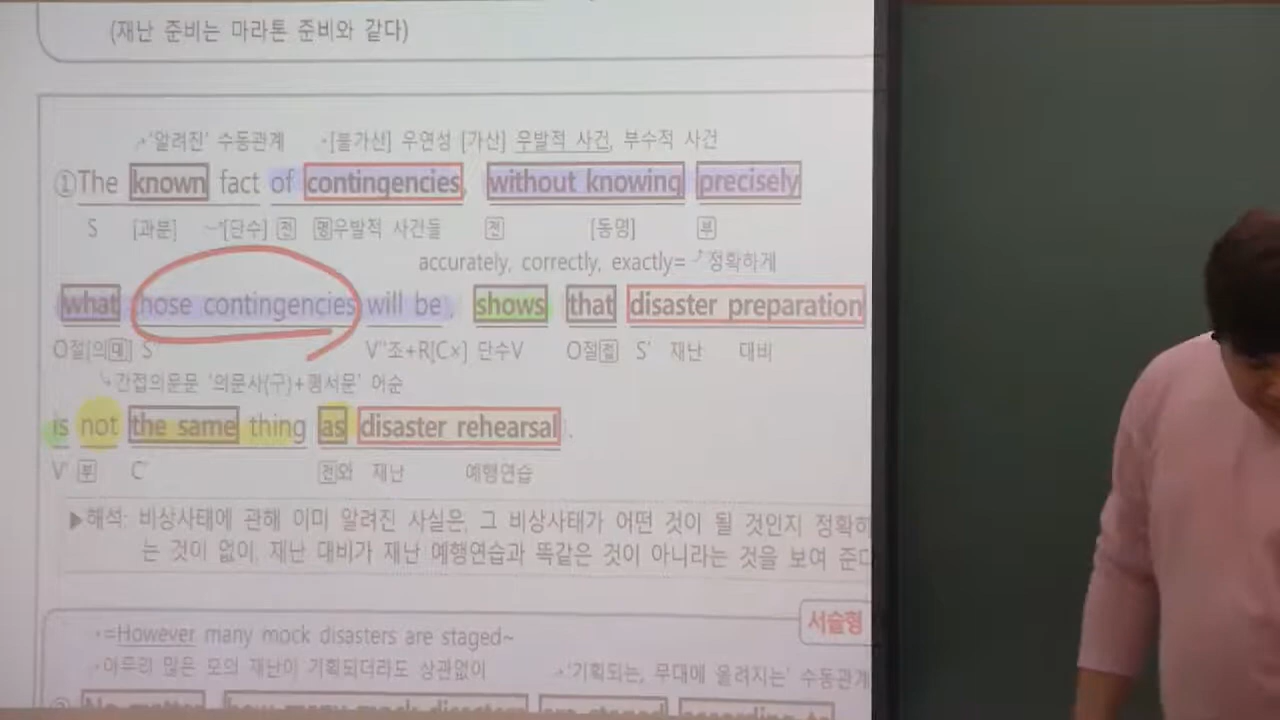 (재난 준비는 마라톤 준비와 같다)
↗'알려진' 수동관계 ·[불가산] 우연성 [가산] 우발적 사건, 부수적 사건
①The known fact of contingencies, without knowing precisely
S [과분] [단수] 전 명우발적 사건들 전 [동명] 부
accurately, correctly, exactly= 정확하게
what hose contingencies will be, shows that disaster preparation
O절[의대] S' V"조+R[C×] 단수V O절접 S' 재난 대비
↳간접의문문 '의문사(구)+평서문' 어순
is not the same thing as disaster rehearsal.
V' 부 C' 전와 재난 예행연습
▶해석: 비상사태에 관해 이미 알려진 사실은, 그 비상사태가 어떤 것이 될 것인지 정확히
는 것이 없이, 재난 대비가 재난 예행연습과 똑같은 것이 아니라는 것을 보여 준다
서술형
·=However many mock disasters are staged~
아무리 많은 모의 재난이 기획되더라도 상관없이 '기획되는, 무대에 올려지는' 수동관계
② No matter how many mock disasters are staged according to